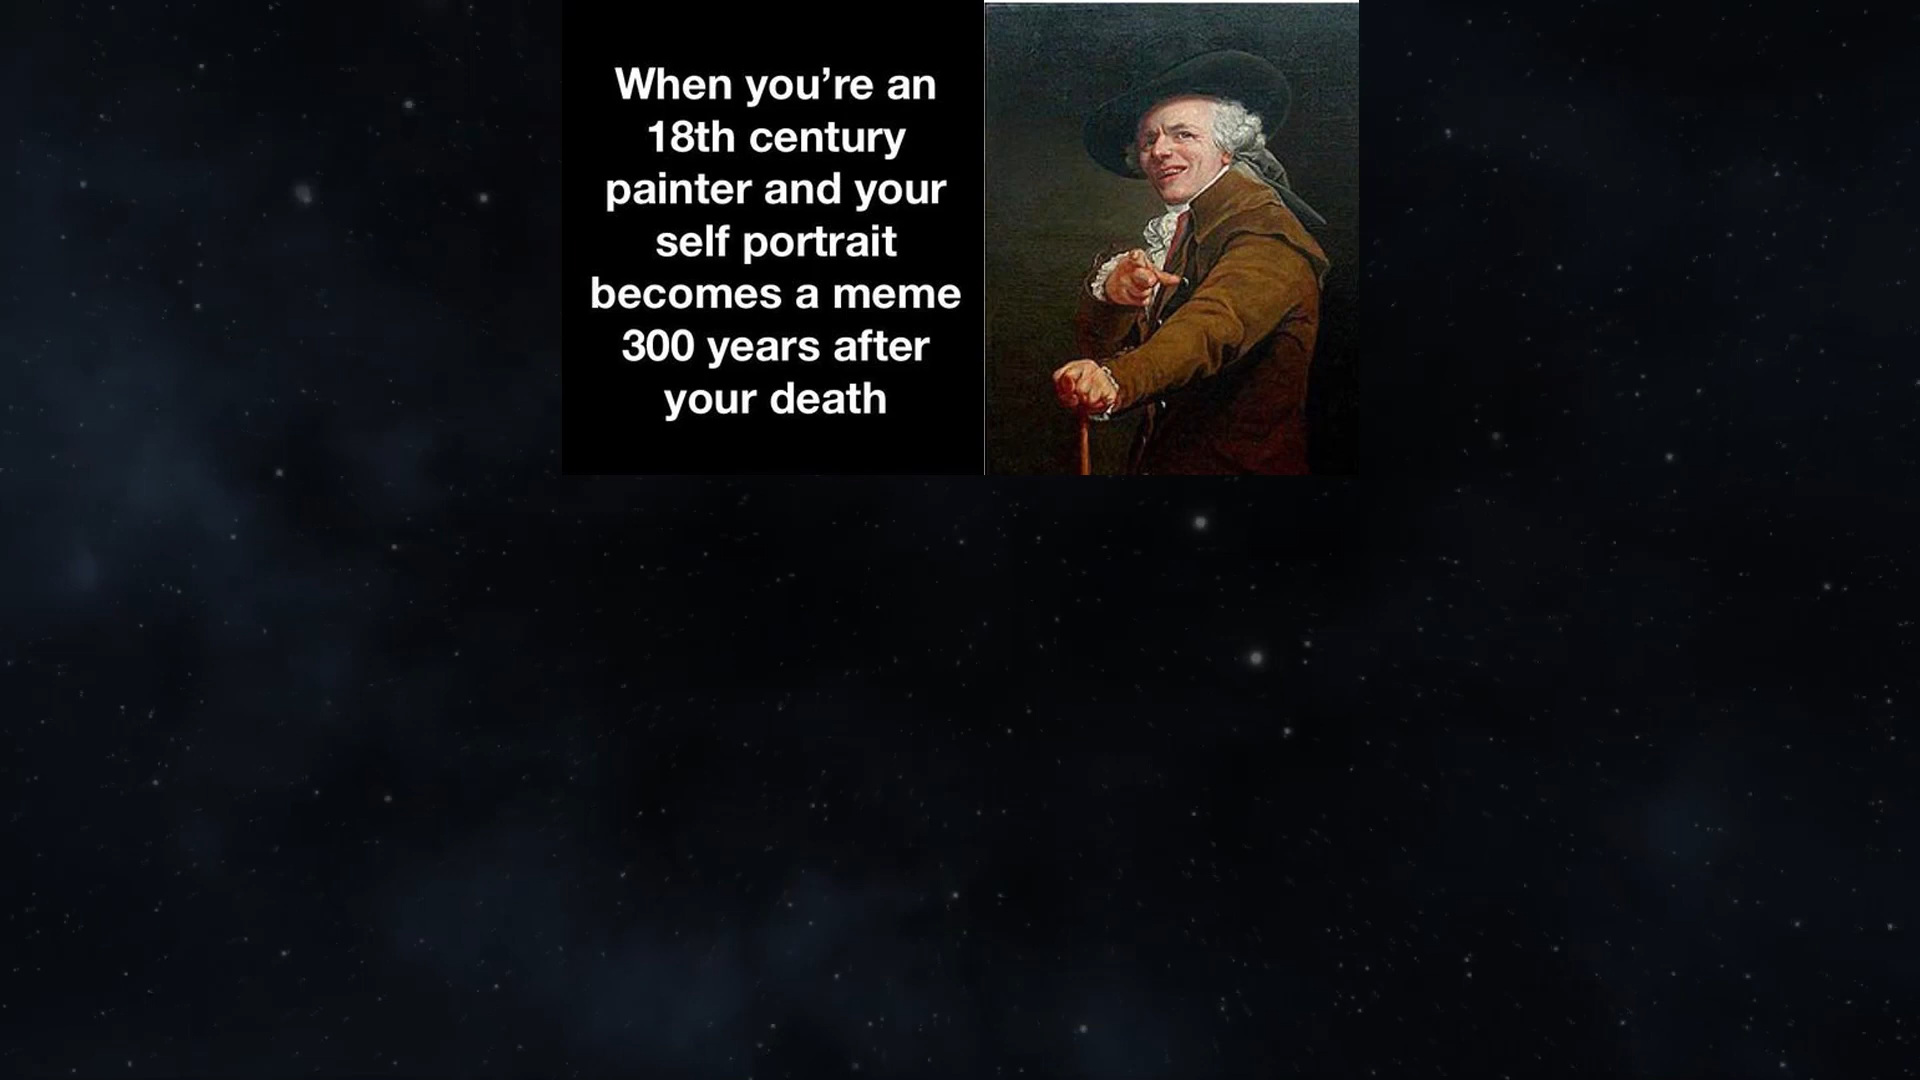 When you’re an
18th century
painter and your
self portrait
becomes a meme
300 years after
your death